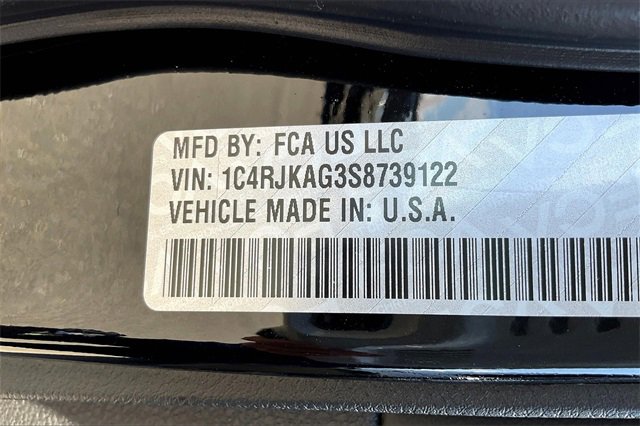 MFD BY: FCA US LLC
VIN: 1C4RJKAG3S8739122
VEHICLE MADE IN: U.S.A.